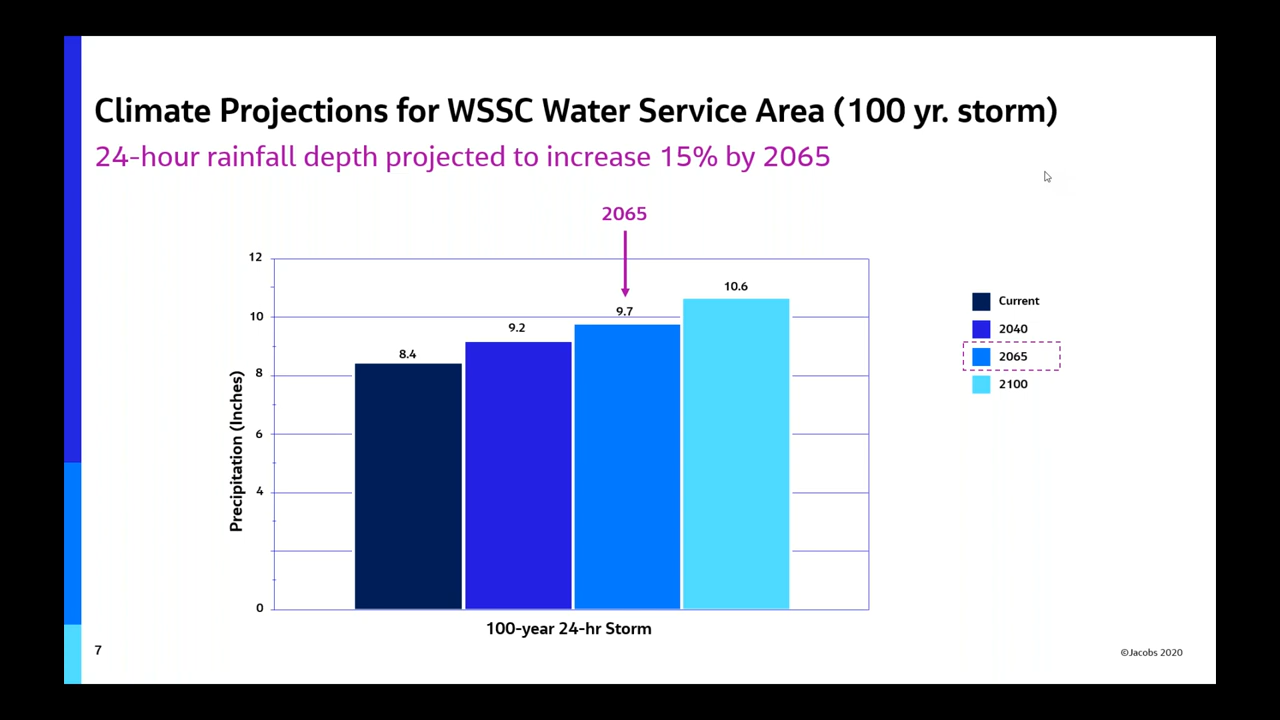 Climate Projections for WSSC Water Service Area (100 yr. storm)
24-hour rainfall depth projected to increase 15% by 2065
2065
12
10
8
6
4
0
Precipitation (Inches)
8.4
9.2
9.7
10.6
100-year 24-hr Storm
Current
2040
2065
2100
7
©Jacobs 2020